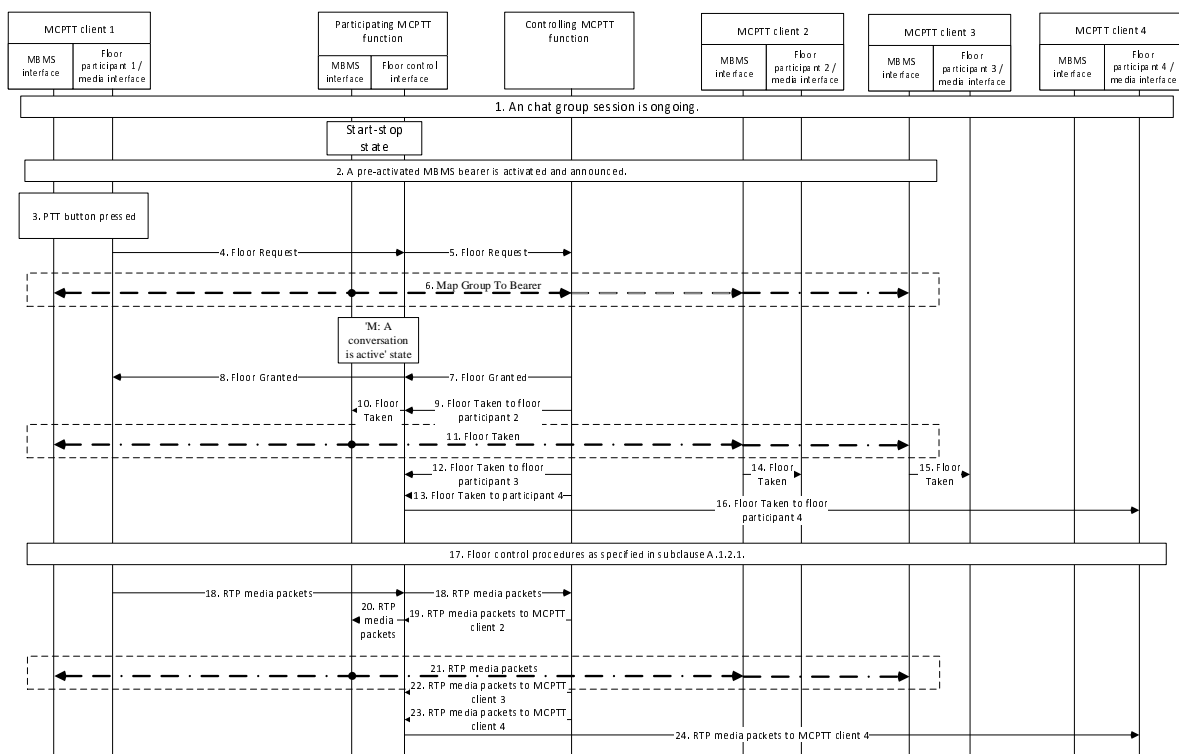 MCPTT client 1
MBMS
interface
Floor
participant 1 /
media interface
Participating MCPTT
function
MBMS
interface
Floor control
interface
Controlling MCPTT
function
MCPTT client 2
MBMS
interface
Floor
participant 2 /
media interface
MCPTT client 3
MBMS
interface
Floor
participant 3 /
media interface
MCPTT client 4
MBMS
interface
Floor
participant 4 /
media interface
1. An chat group session is ongoing.
Start-stop
state
2. A pre-activated MBMS bearer is activated and announced.
3. PTT button pressed
4. Floor Request
5. Floor Request
6. Map Group To Bearer
'M: A
conversation
is active' state
8. Floor Granted
7. Floor Granted
10. Floor
Taken
9. Floor Taken to floor
participant 2
11. Floor Taken
12. Floor Taken to floor
participant 3
14. Floor
Taken
15. Floor
Taken
13. Floor Taken to participant 4
16. Floor Taken to floor
participant 4
17. Floor control procedures as specified in subclause A.1.2.1.
18. RTP media packets
18. RTP media packets
20. RTP
media
packets
19. RTP media packets to MCPTT
client 2
21. RTP media packets
22. RTP media packets to MCPTT
client 3
23. RTP media packets to MCPTT
client 4
24. RTP media packets to MCPTT client 4